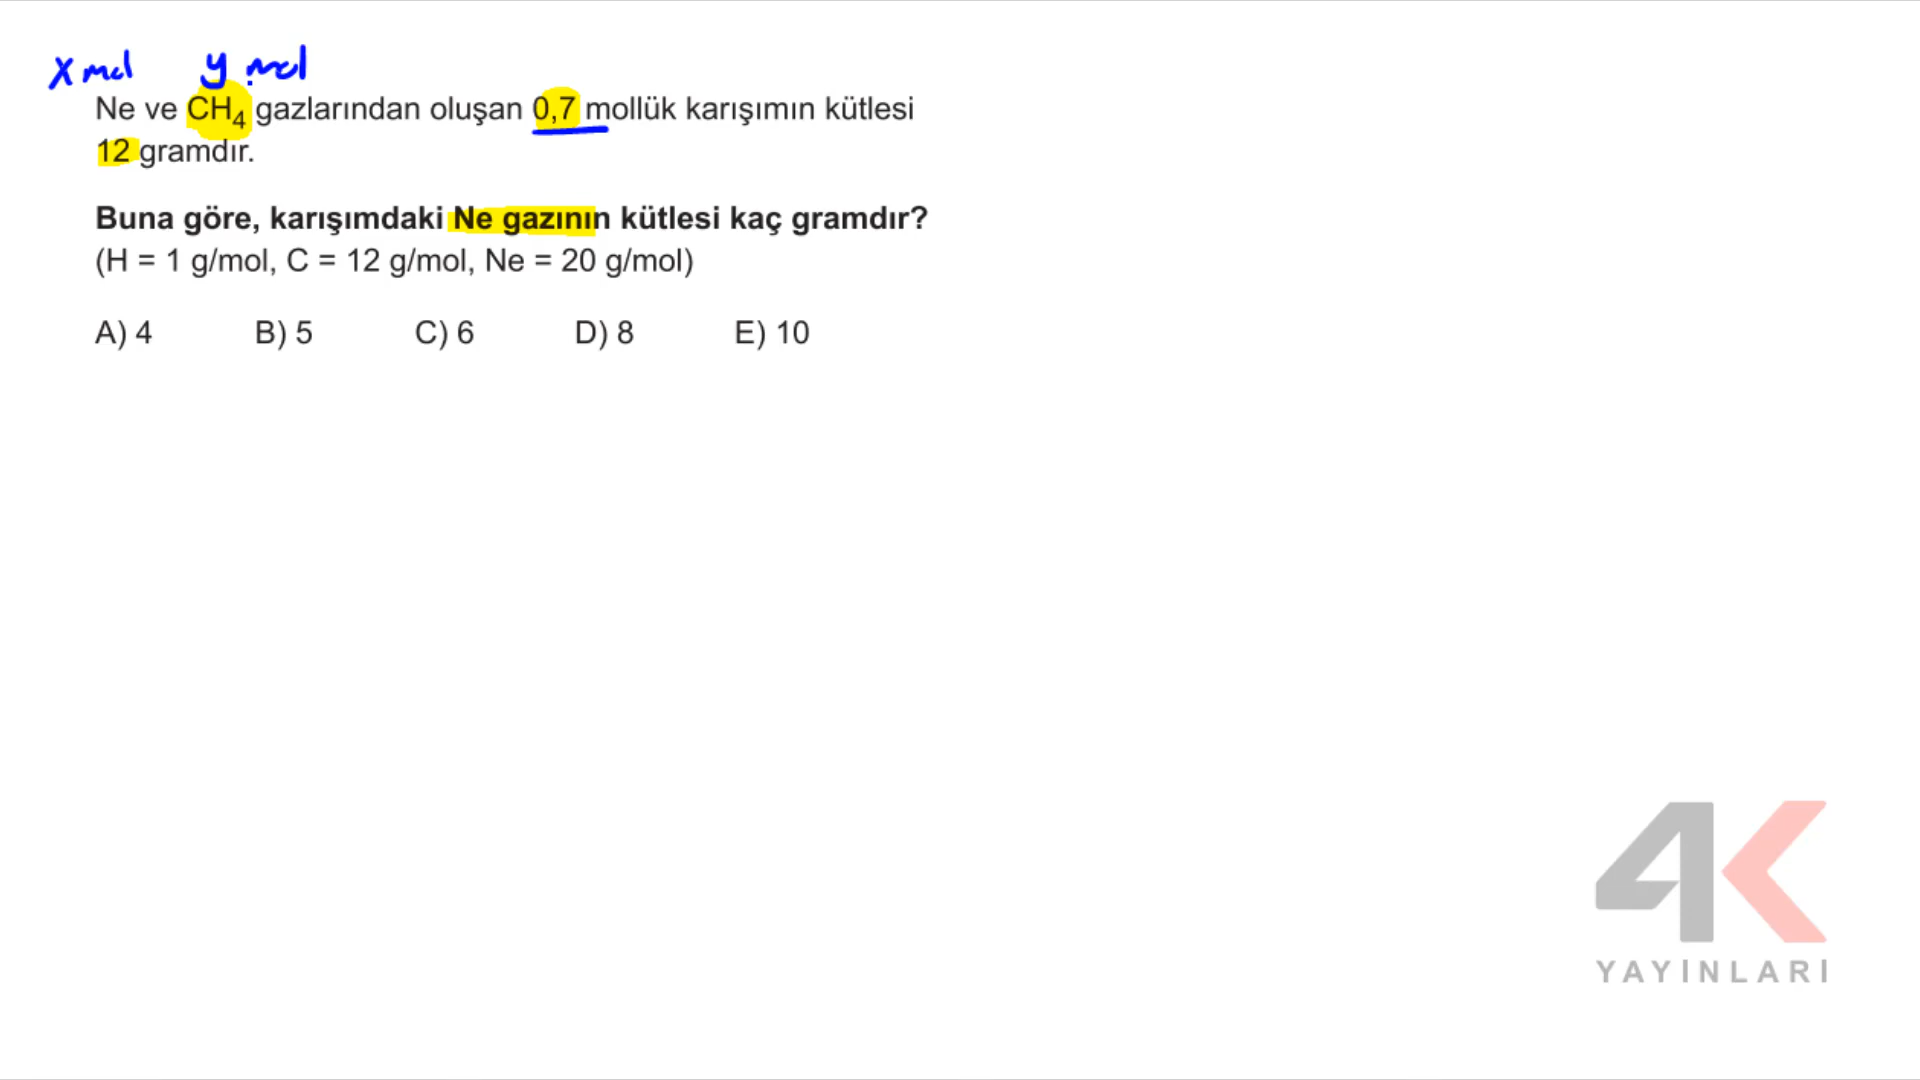 x mol y mol
Ne ve CH₄ gazlarından oluşan 0,7 mollük karışımın kütlesi
12 gramdır.
Buna göre, karışımdaki Ne gazının kütlesi kaç gramdır?
(H = 1 g/mol, C = 12 g/mol, Ne = 20 g/mol)
A) 4 B) 5 C) 6 D) 8 E) 10
4K
YAYINLARI